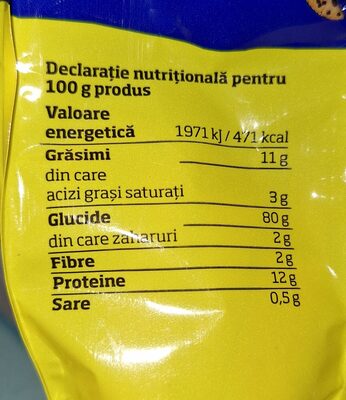 Declarație nutrițională pentru
100 g produs
Valoare
energetică 1971 kJ / 471 kcal
Grăsimi 11 g
din care
acizi grași saturați 3 g
Glucide 80 g
din care zaharuri 2 g
Fibre 2 g
Proteine 12 g
Sare 0,5 g